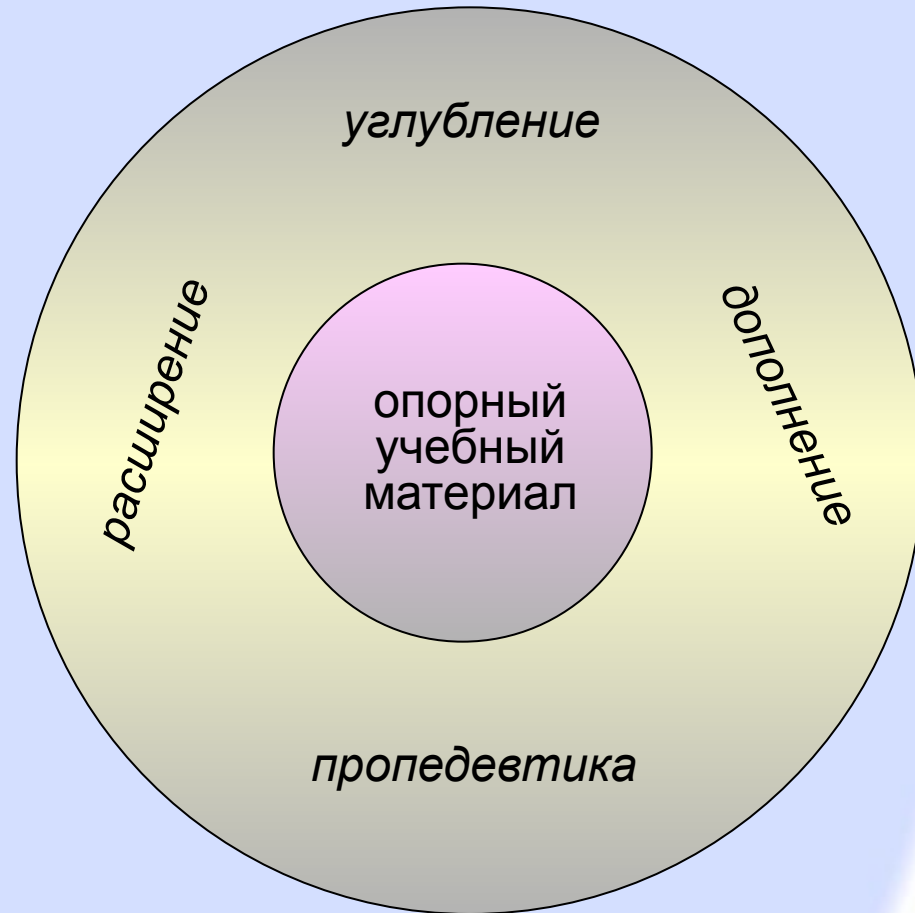 углубление
расширение
дополнение
опорный
учебный
материал
пропедевтика